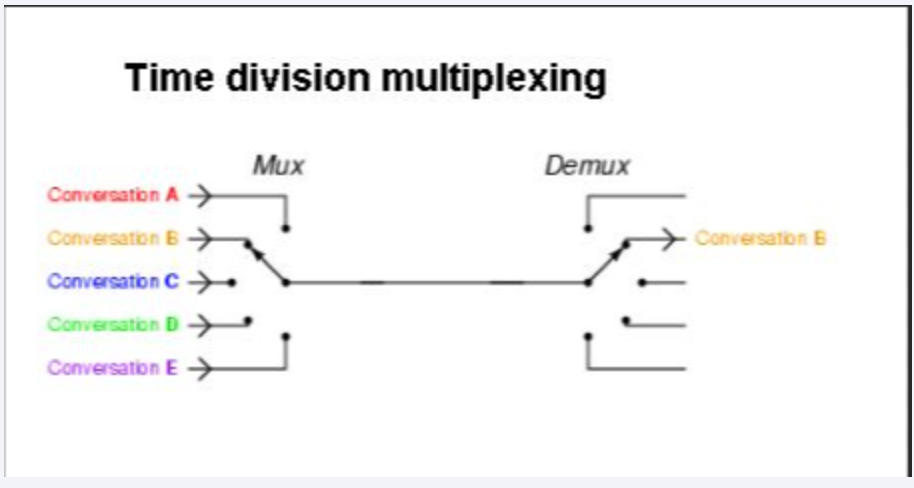 Time division multiplexing
Mux
Demux
Conversation A
Conversation B
Conversation B
Conversation C
Conversation D
Conversation E